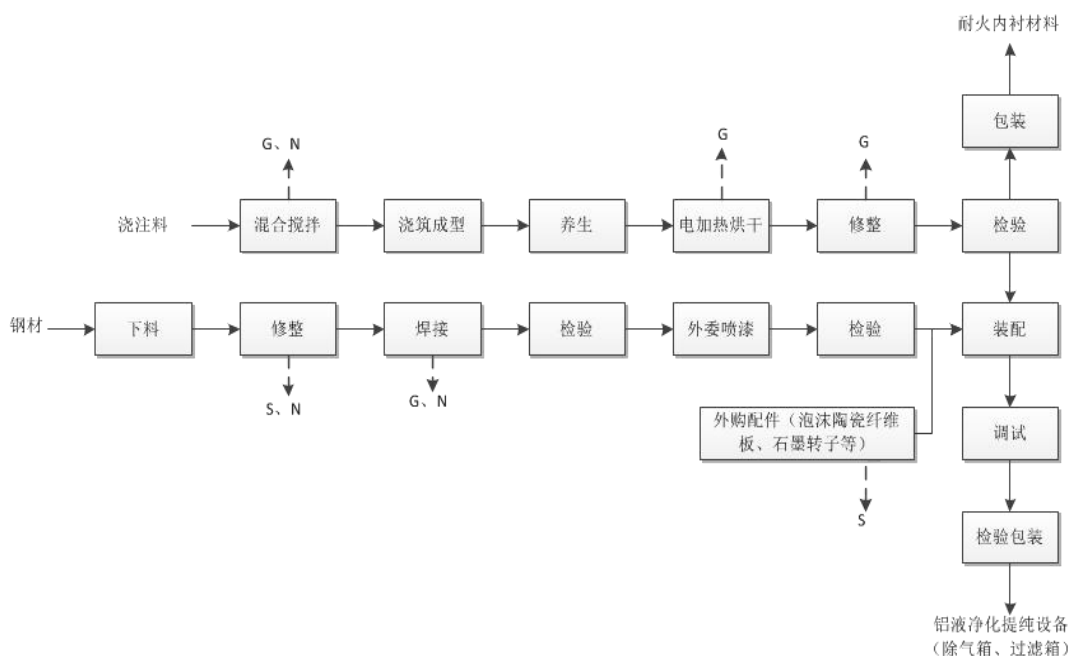 耐火内衬材料
包装
G、N
G
G
浇注料
混合搅拌
浇筑成型
养生
电加热烘干
修整
检验
钢材
下料
修整
焊接
检验
外委喷漆
检验
装配
S、N
G、N
外购配件（泡沫陶瓷纤维
板、石墨转子等）
调试
S
检验包装
铝液净化提纯设备
（除气箱、过滤箱）